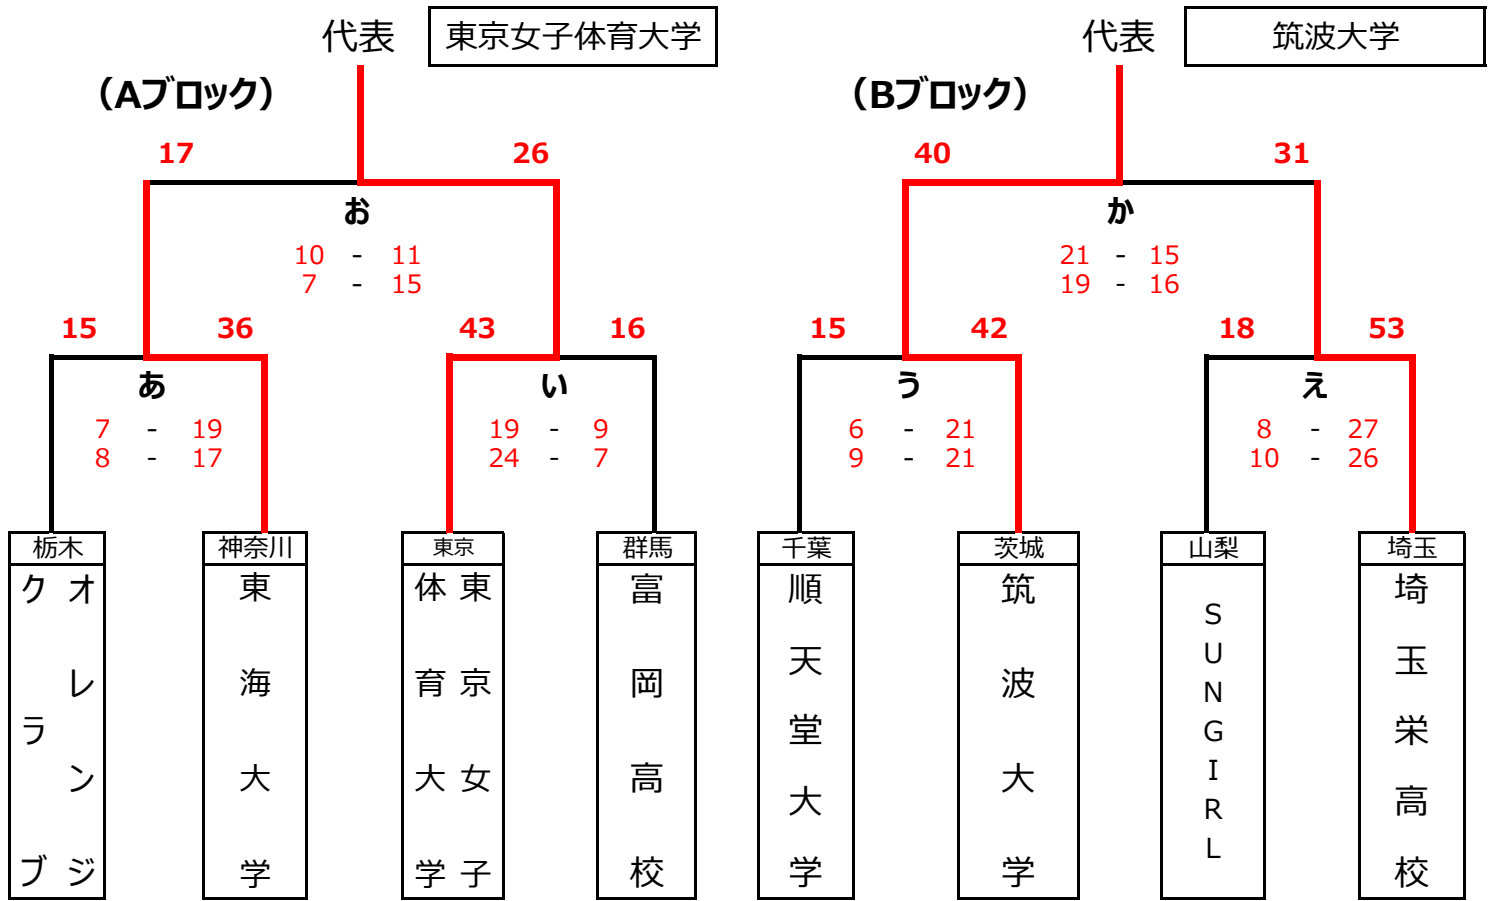 代表 東京女子体育大学 代表 筑波大学
（Aブロック） （Bブロック）
17 26 40 31
お か
10 - 11 21 - 15
7 - 15 19 - 16
15 36 43 16 15 42 18 53
あ い う え
7 - 19 19 - 9 6 - 21 8 - 27
8 - 17 24 - 7 9 - 21 10 - 26
栃木 神奈川 東京 群馬 千葉 茨城 山梨 埼玉
オレンジ
クラブ
東海大学
東京女子
体育大学
富岡高校
順天堂大学
筑波大学
SUNGIRL
埼玉栄高校